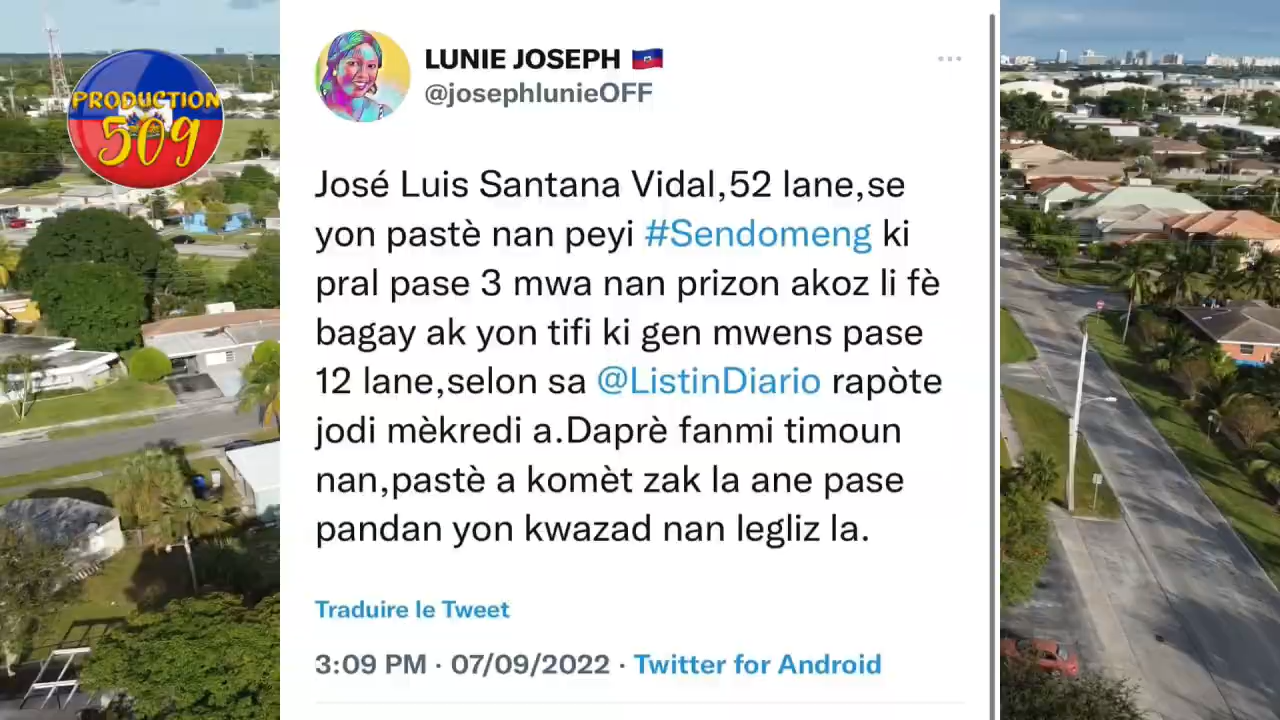 PRODUCTION
509
LUNIE JOSEPH
@josephlunieOFF
José Luis Santana Vidal,52 lane,se
yon pastè nan peyi #Sendomeng ki
pral pase 3 mwa nan prizon akoz li fè
bagay ak yon tifi ki gen mwens pase
12 lane,selon sa @ListinDiario rapòte
jodi mèkredi a.Daprè fanmi timoun
nan,pastè a komèt zak la ane pase
pandan yon kwazad nan legliz la.
Traduire le Tweet
3:09 PM · 07/09/2022 · Twitter for Android